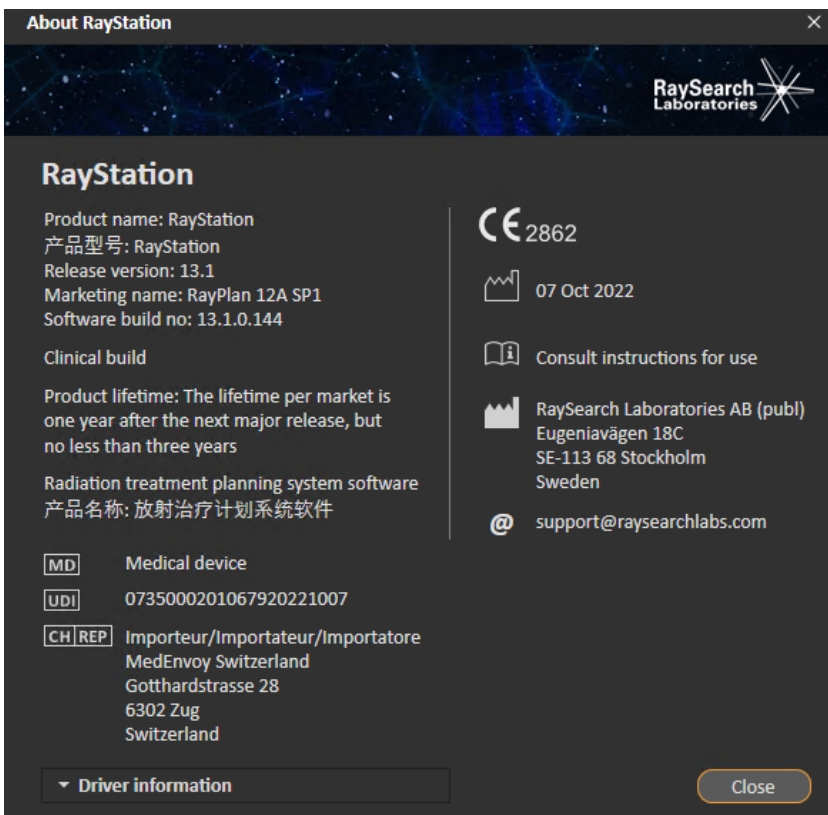 About RayStation
RaySearch
Laboratories
RayStation
Product name: RayStation
产品型号: RayStation
Release version: 13.1
Marketing name: RayPlan 12A SP1
Software build no: 13.1.0.144
Clinical build
Product lifetime: The lifetime per market is
one year after the next major release, but
no less than three years
Radiation treatment planning system software
产品名称: 放射治疗计划系统软件
CE 2862
07 Oct 2022
Consult instructions for use
RaySearch Laboratories AB (publ)
Eugeniavägen 18C
SE-113 68 Stockholm
Sweden
@ support@raysearchlabs.com
MD Medical device
UDI 0735000201067920221007
CH REP Importeur/Importateur/Importatore
MedEnvoy Switzerland
Gotthardstrasse 28
6302 Zug
Switzerland
Driver information
Close